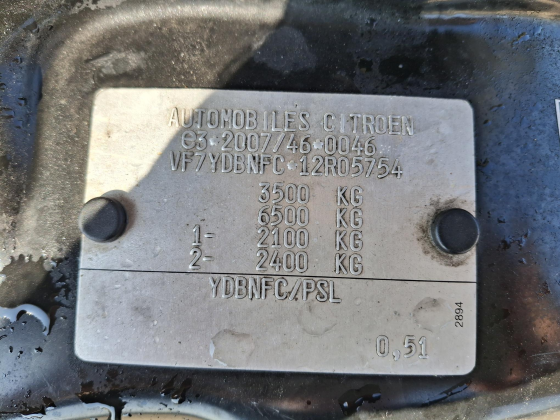 AUTOMOBILES CITROEN
e3*2007/46*0046
VF7YDBNFC 12R05754
3500 KG
6500 KG
1- 2100 KG
2- 2400 KG
YDBNFC/PSL
2894
0,51